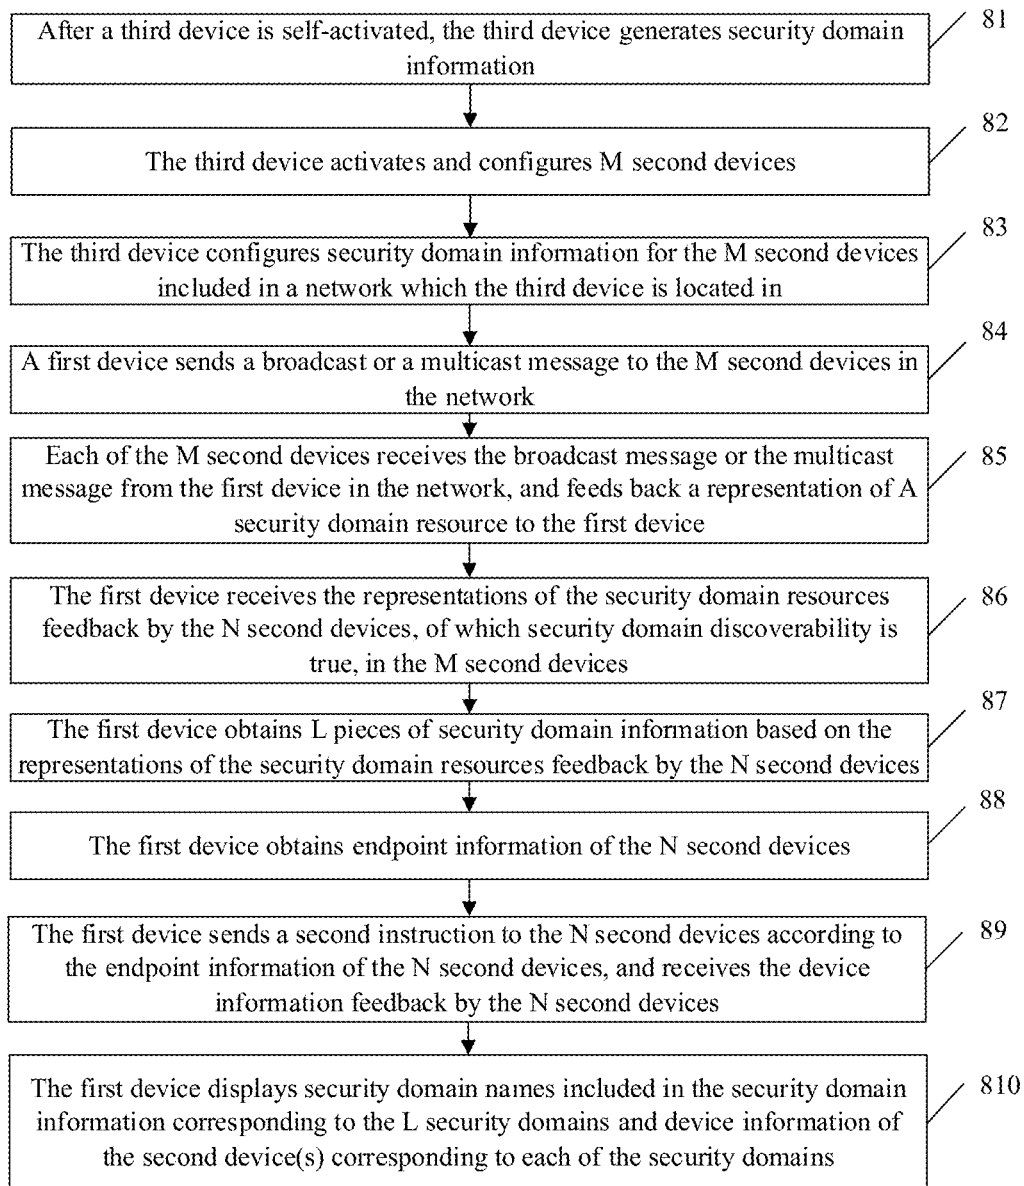 After a third device is self-activated, the third device generates security domain
information
81
The third device activates and configures M second devices
82
The third device configures security domain information for the M second devices
included in a network which the third device is located in
83
A first device sends a broadcast or a multicast message to the M second devices in
the network
84
Each of the M second devices receives the broadcast message or the multicast
message from the first device in the network, and feeds back a representation of A
security domain resource to the first device
85
The first device receives the representations of the security domain resources
feedback by the N second devices, of which security domain discoverability is
true, in the M second devices
86
The first device obtains L pieces of security domain information based on the
representations of the security domain resources feedback by the N second devices
87
The first device obtains endpoint information of the N second devices
88
The first device sends a second instruction to the N second devices according to
the endpoint information of the N second devices, and receives the device
information feedback by the N second devices
89
The first device displays security domain names included in the security domain
information corresponding to the L security domains and device information of
the second device(s) corresponding to each of the security domains
810